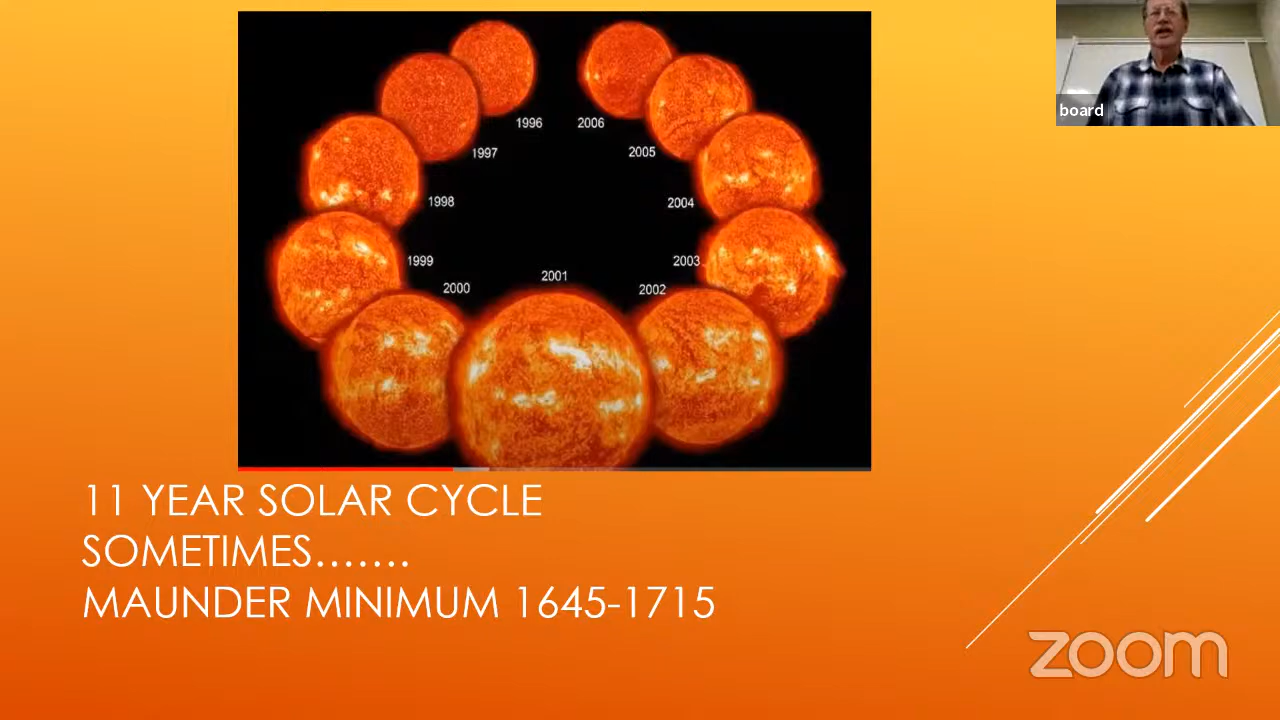 1996
2006
1997
2005
1998
2004
1999
2003
2000
2001
2002
board
11 YEAR SOLAR CYCLE
SOMETIMES.......
MAUNDER MINIMUM 1645-1715
zoom